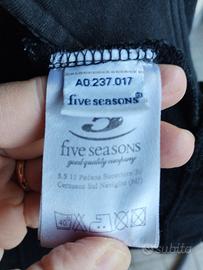 A0.237.017
five seasons
five seasons
good quality company
S.S 11 Padana Superiore
Cernusco Sul Naviglio (MI)
40
subito